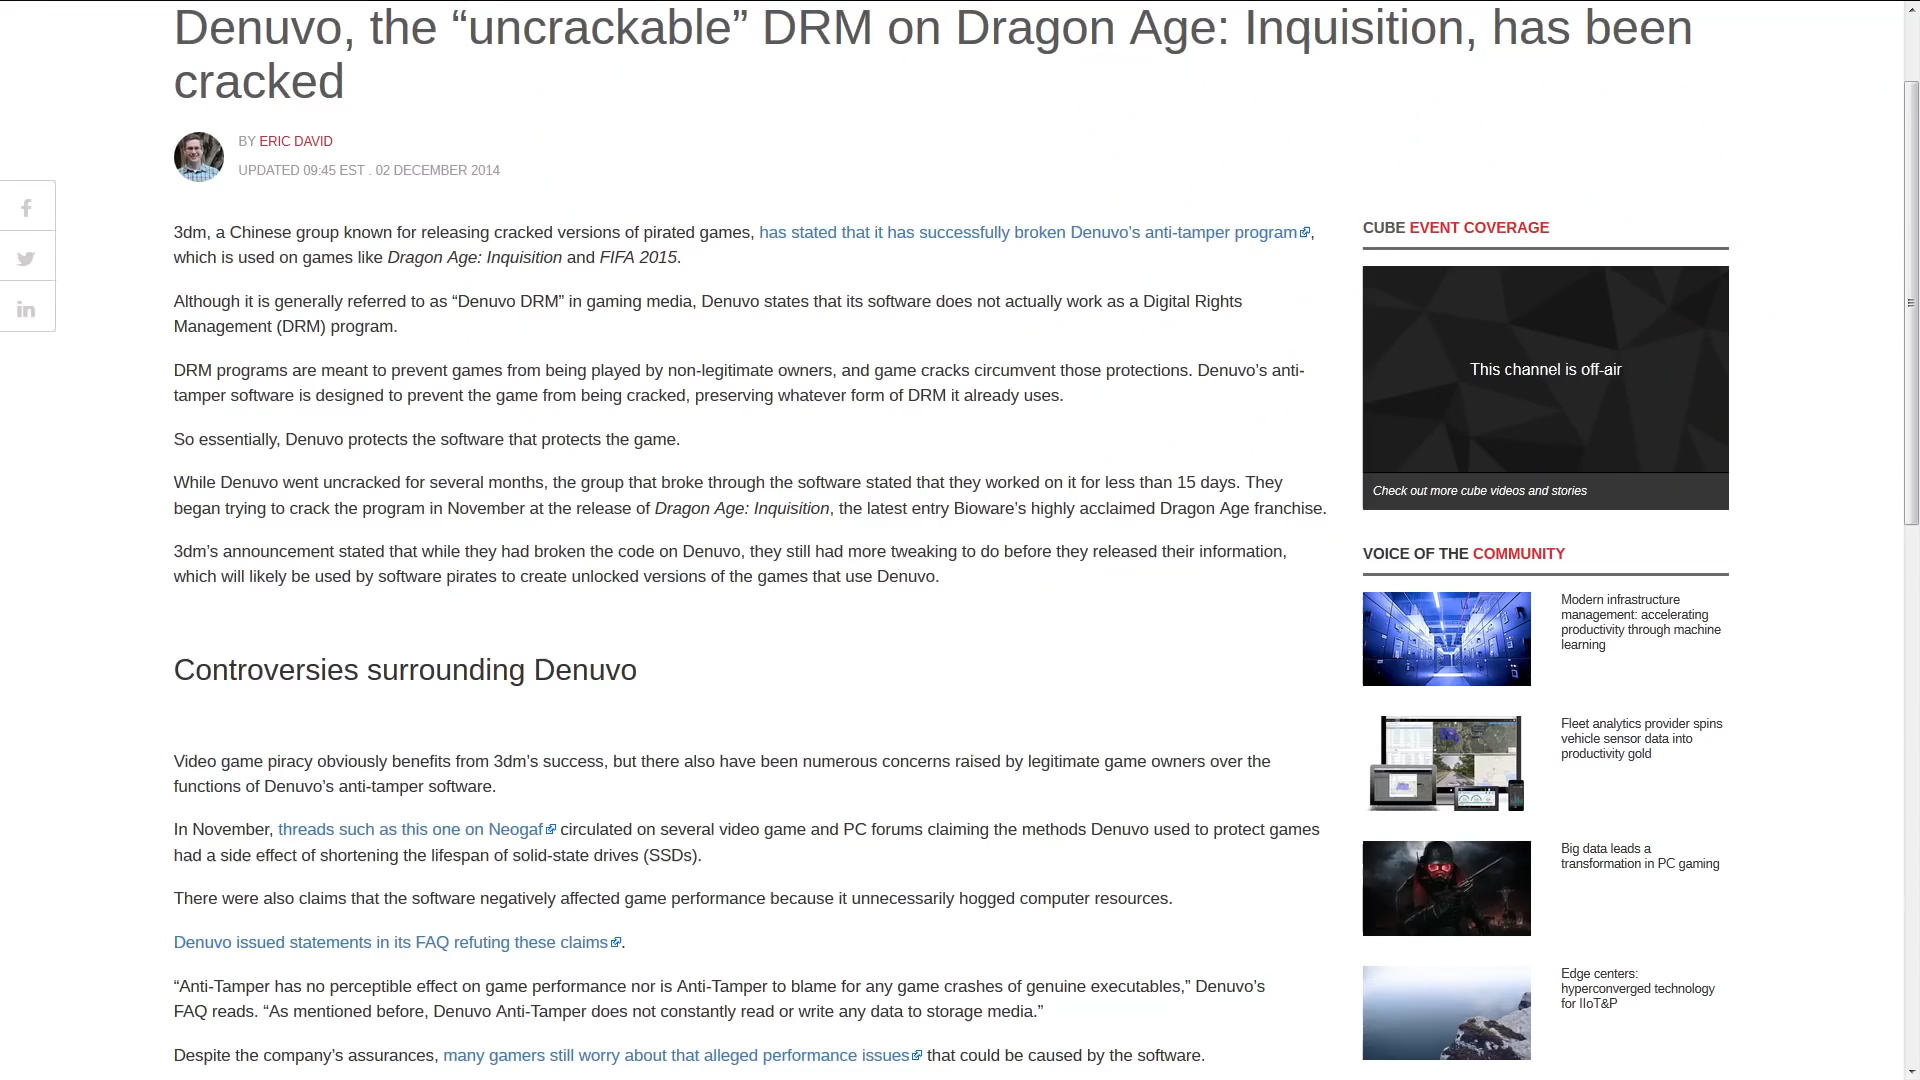 Denuvo, the “uncrackable” DRM on Dragon Age: Inquisition, has been
cracked
BY ERIC DAVID
UPDATED 09:45 EST . 02 DECEMBER 2014
3dm, a Chinese group known for releasing cracked versions of pirated games, has stated that it has successfully broken Denuvo’s anti-tamper program,
which is used on games like Dragon Age: Inquisition and FIFA 2015.
Although it is generally referred to as “Denuvo DRM” in gaming media, Denuvo states that its software does not actually work as a Digital Rights
Management (DRM) program.
DRM programs are meant to prevent games from being played by non-legitimate owners, and game cracks circumvent those protections. Denuvo’s anti-
tamper software is designed to prevent the game from being cracked, preserving whatever form of DRM it already uses.
So essentially, Denuvo protects the software that protects the game.
While Denuvo went uncracked for several months, the group that broke through the software stated that they worked on it for less than 15 days. They
began trying to crack the program in November at the release of Dragon Age: Inquisition, the latest entry Bioware’s highly acclaimed Dragon Age franchise.
3dm’s announcement stated that while they had broken the code on Denuvo, they still had more tweaking to do before they released their information,
which will likely be used by software pirates to create unlocked versions of the games that use Denuvo.
Controversies surrounding Denuvo
Video game piracy obviously benefits from 3dm’s success, but there also have been numerous concerns raised by legitimate game owners over the
functions of Denuvo’s anti-tamper software.
In November, threads such as this one on Neogaf circulated on several video game and PC forums claiming the methods Denuvo used to protect games
had a side effect of shortening the lifespan of solid-state drives (SSDs).
There were also claims that the software negatively affected game performance because it unnecessarily hogged computer resources.
Denuvo issued statements in its FAQ refuting these claims.
“Anti-Tamper has no perceptible effect on game performance nor is Anti-Tamper to blame for any game crashes of genuine executables,” Denuvo’s
FAQ reads. “As mentioned before, Denuvo Anti-Tamper does not constantly read or write any data to storage media.”
Despite the company’s assurances, many gamers still worry about that alleged performance issues that could be caused by the software.
CUBE EVENT COVERAGE
This channel is off-air
Check out more cube videos and stories
VOICE OF THE COMMUNITY
Modern infrastructure
management: accelerating
productivity through machine
learning
Fleet analytics provider spins
vehicle sensor data into
productivity gold
Big data leads a
transformation in PC gaming
Edge centers:
hyperconverged technology
for IIoT&P